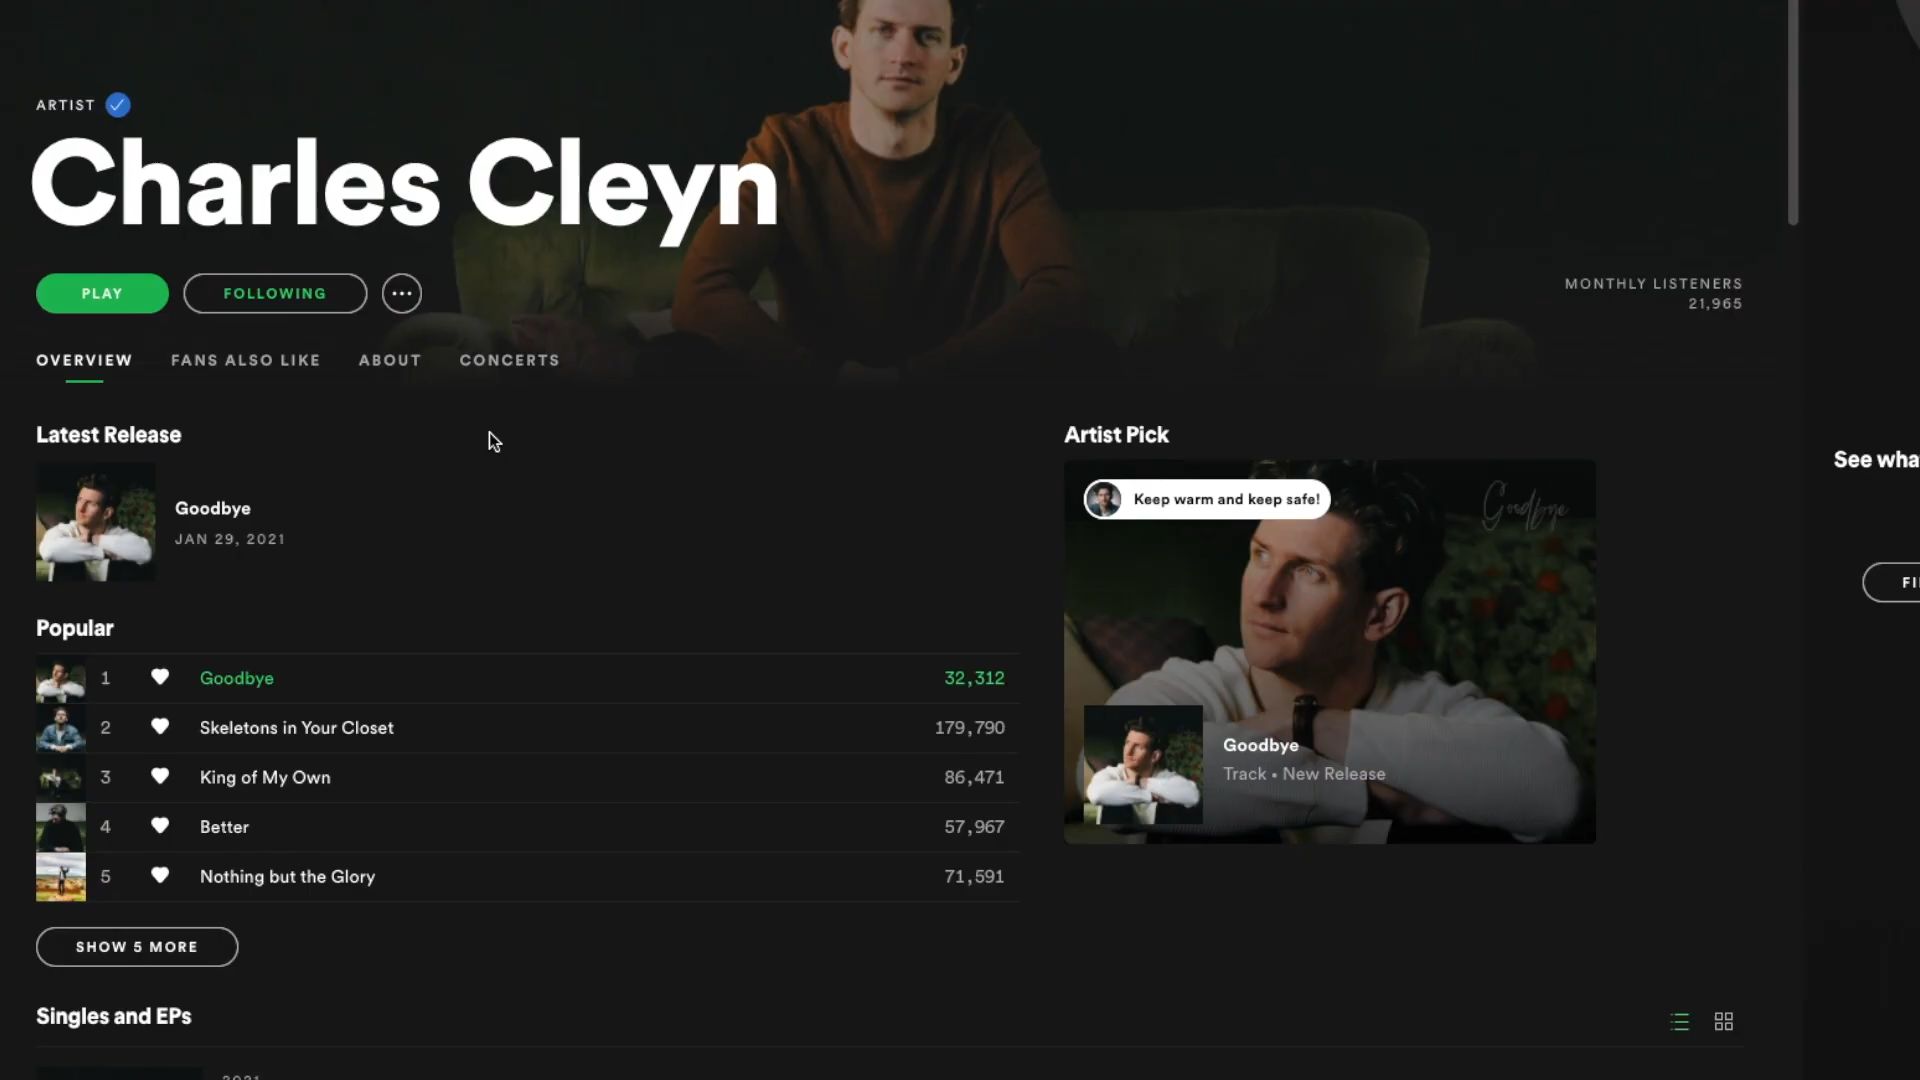 ARTIST
Charles Cleyn
PLAY
FOLLOWING
MONTHLY LISTENERS
21,965
OVERVIEW
FANS ALSO LIKE
ABOUT
CONCERTS
Latest Release
Goodbye
JAN 29, 2021
Popular
1 Goodbye 32,312
2 Skeletons in Your Closet 179,790
3 King of My Own 86,471
4 Better 57,967
5 Nothing but the Glory 71,591
SHOW 5 MORE
Artist Pick
Keep warm and keep safe!
Goodbye
Goodbye
Track • New Release
See wha
FI
Singles and EPs
2021